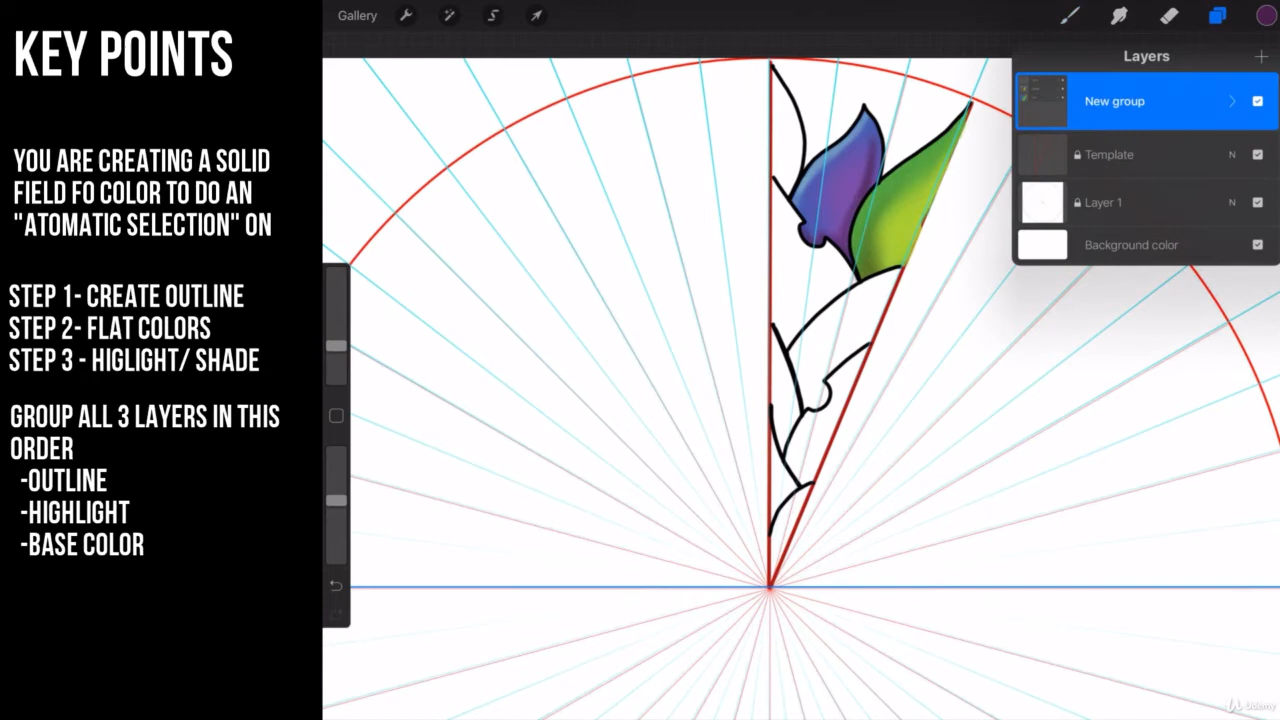 KEY POINTS
YOU ARE CREATING A SOLID
FIELD FO COLOR TO DO AN
"ATOMATIC SELECTION" ON
STEP 1- CREATE OUTLINE
STEP 2- FLAT COLORS
STEP 3 - HIGLIGHT/ SHADE
GROUP ALL 3 LAYERS IN THIS
ORDER
-OUTLINE
-HIGHLIGHT
-BASE COLOR
Gallery
Layers
New group
Template N
Layer 1 N
Background color
Udemy